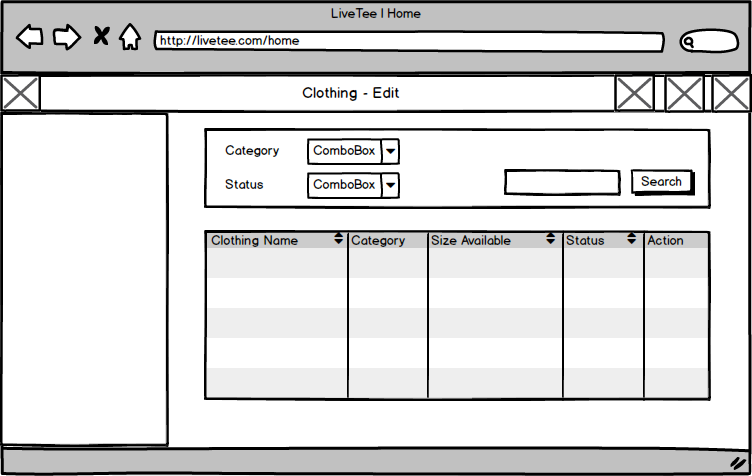 LiveTee | Home
http://livetee.com/home
Clothing - Edit
Category ComboBox
Status ComboBox
Search
Clothing Name Category Size Available Status Action